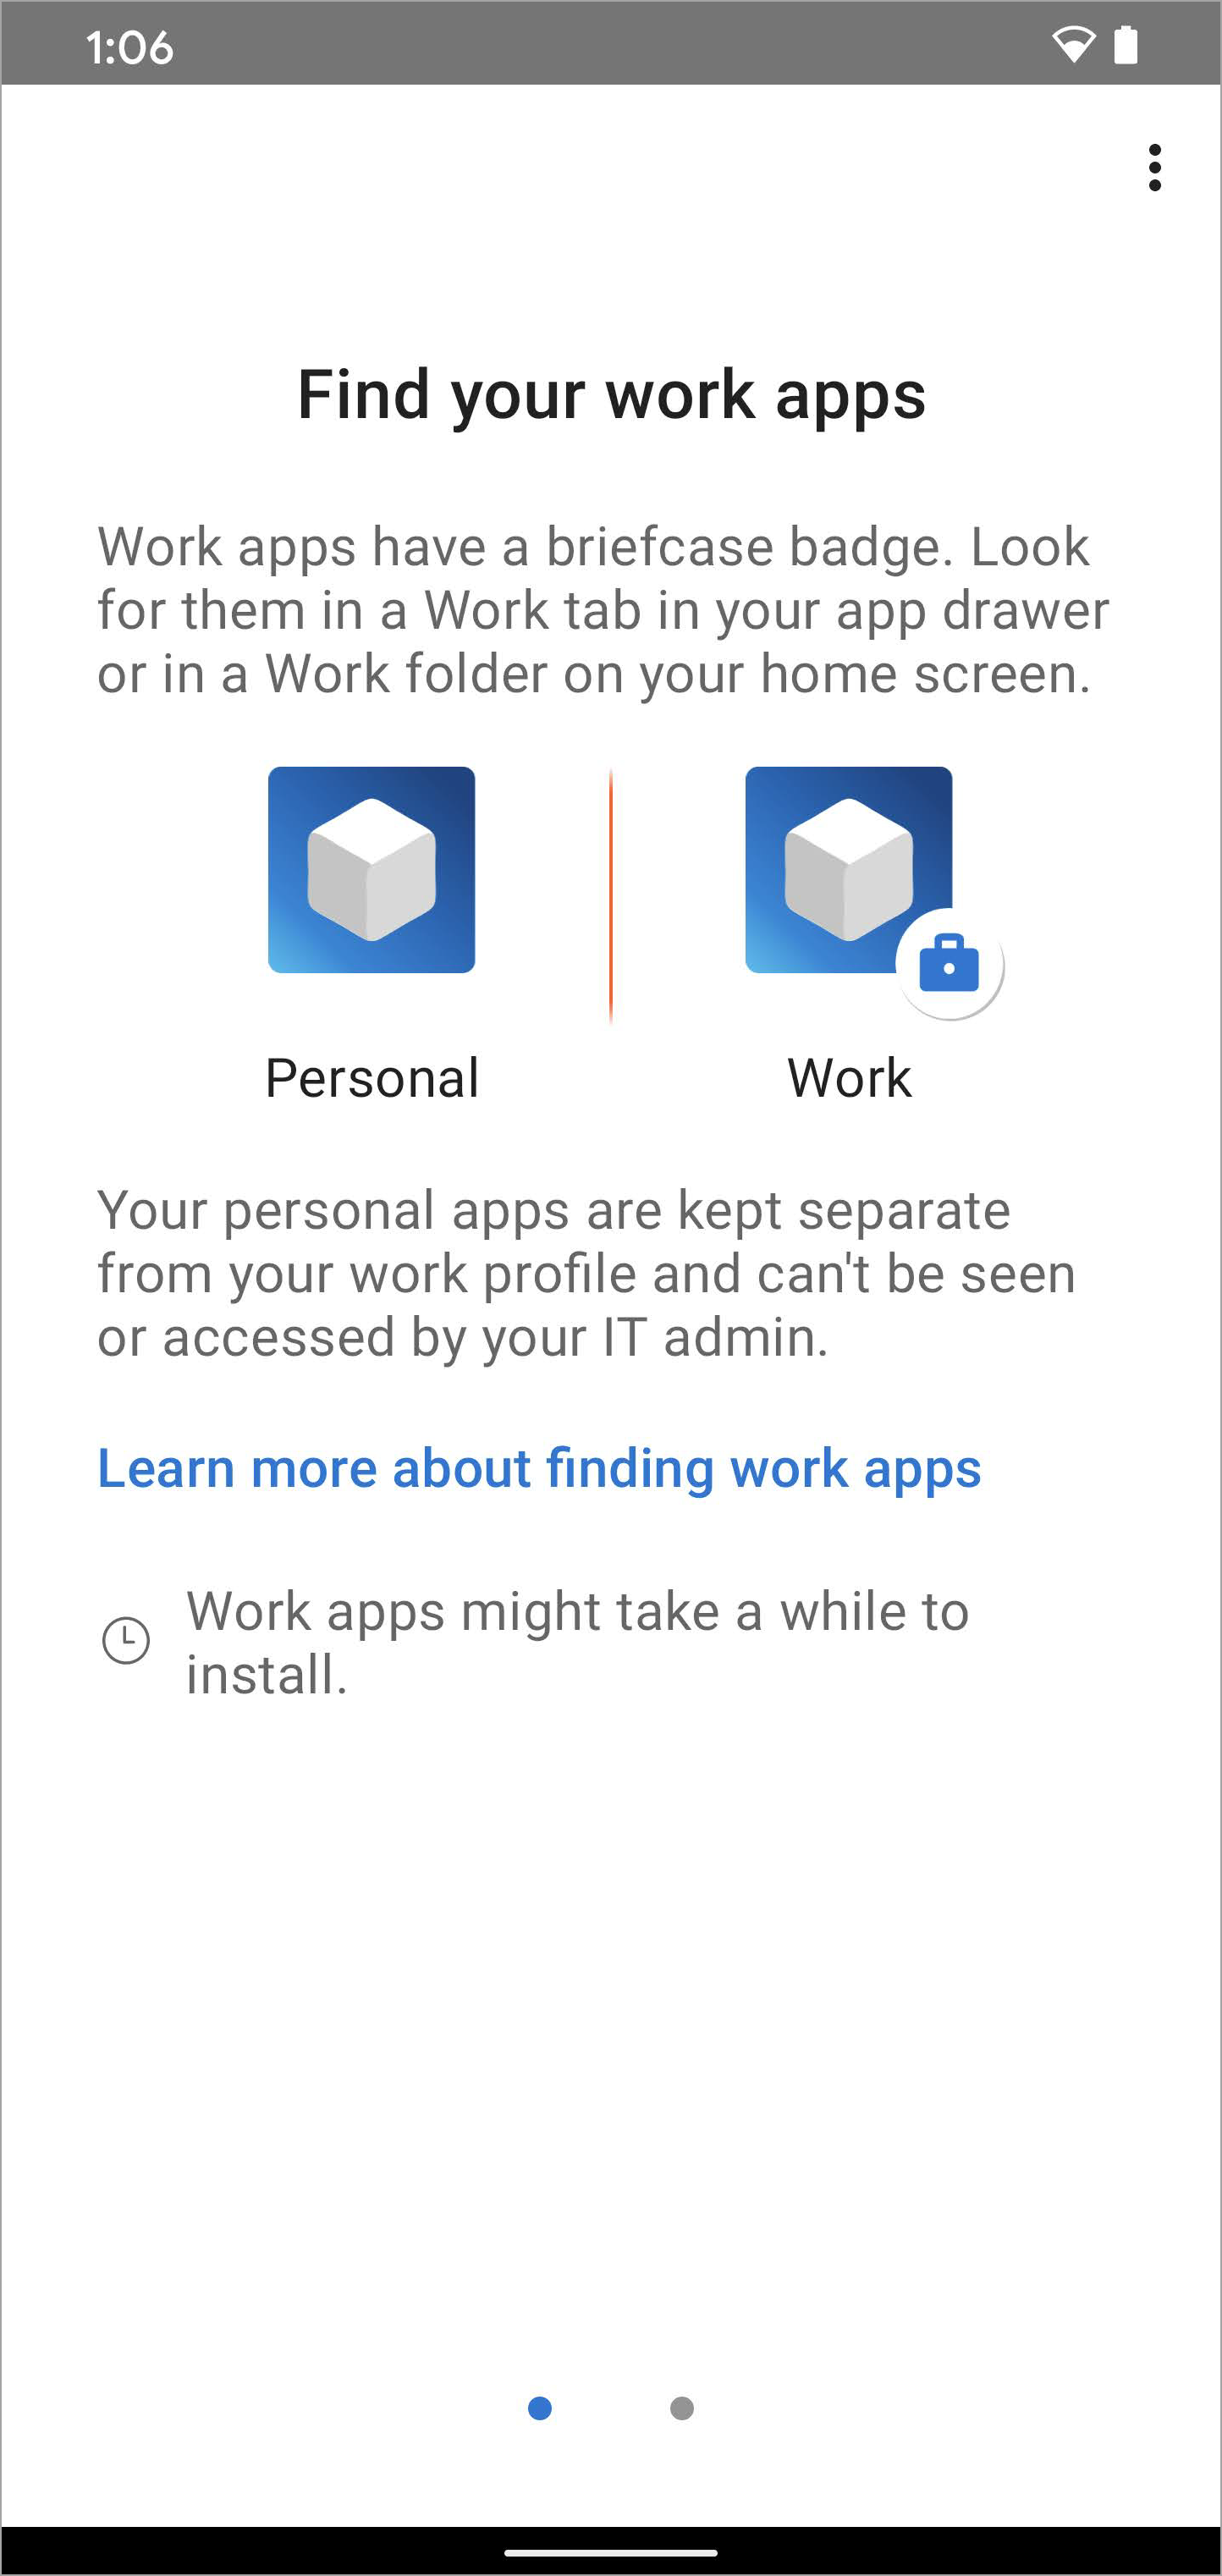 1:06
Find your work apps
Work apps have a briefcase badge. Look
for them in a Work tab in your app drawer
or in a Work folder on your home screen.
Personal
Work
Your personal apps are kept separate
from your work profile and can't be seen
or accessed by your IT admin.
Learn more about finding work apps
Work apps might take a while to
install.